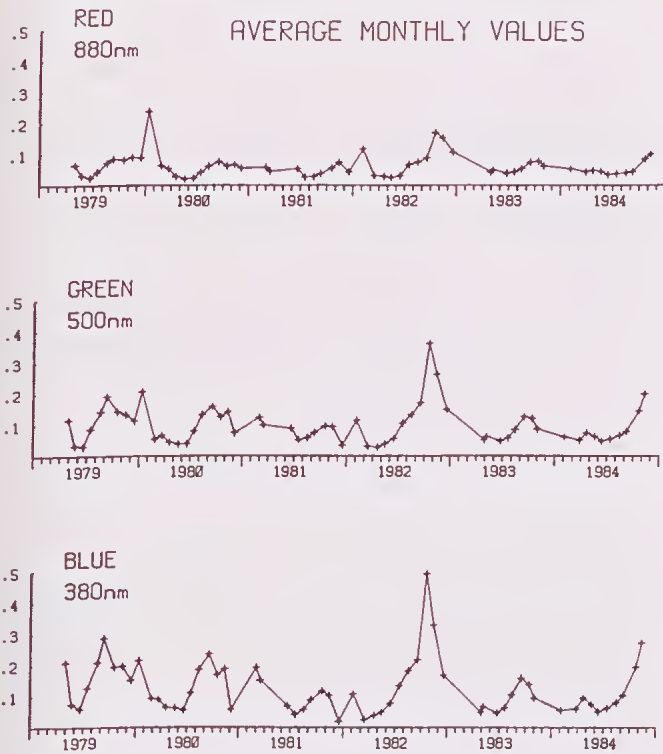 AVERAGE MONTHLY VALUES
RED
880nm
.5
.4
.3
.2
.1
1979 1980 1981 1982 1983 1984
GREEN
500nm
.5
.4
.3
.2
.1
1979 1980 1981 1982 1983 1984
BLUE
380nm
.5
.4
.3
.2
.1
1979 1980 1981 1982 1983 1984